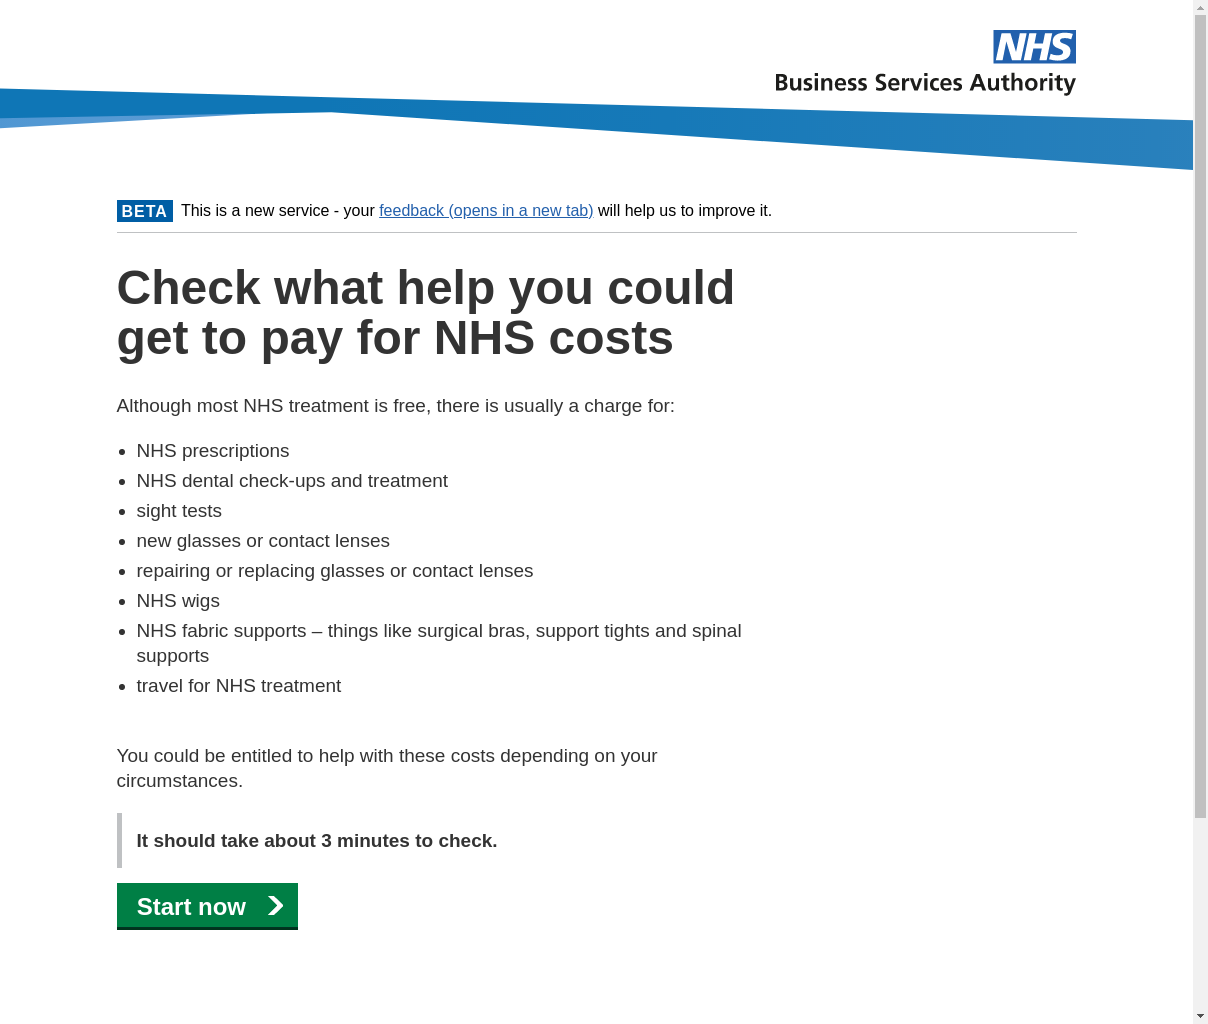 NHS
Business Services Authority
BETA This is a new service - your feedback (opens in a new tab) will help us to improve it.
Check what help you could
get to pay for NHS costs
Although most NHS treatment is free, there is usually a charge for:
• NHS prescriptions
• NHS dental check-ups and treatment
• sight tests
• new glasses or contact lenses
• repairing or replacing glasses or contact lenses
• NHS wigs
• NHS fabric supports – things like surgical bras, support tights and spinal
supports
• travel for NHS treatment
You could be entitled to help with these costs depending on your
circumstances.
It should take about 3 minutes to check.
Start now